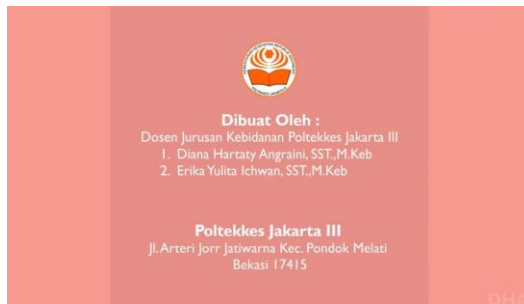 Dibuat Oleh :
Dosen Jurusan Kebidanan Poltekkes Jakarta III
1. Diana Hartaty Angraini, SST.,M.Keb
2. Erika Yulita Ichwan, SST.,M.Keb
Poltekkes Jakarta III
Jl. Arteri Jorr Jatiwarna Kec. Pondok Melati
Bekasi 17415